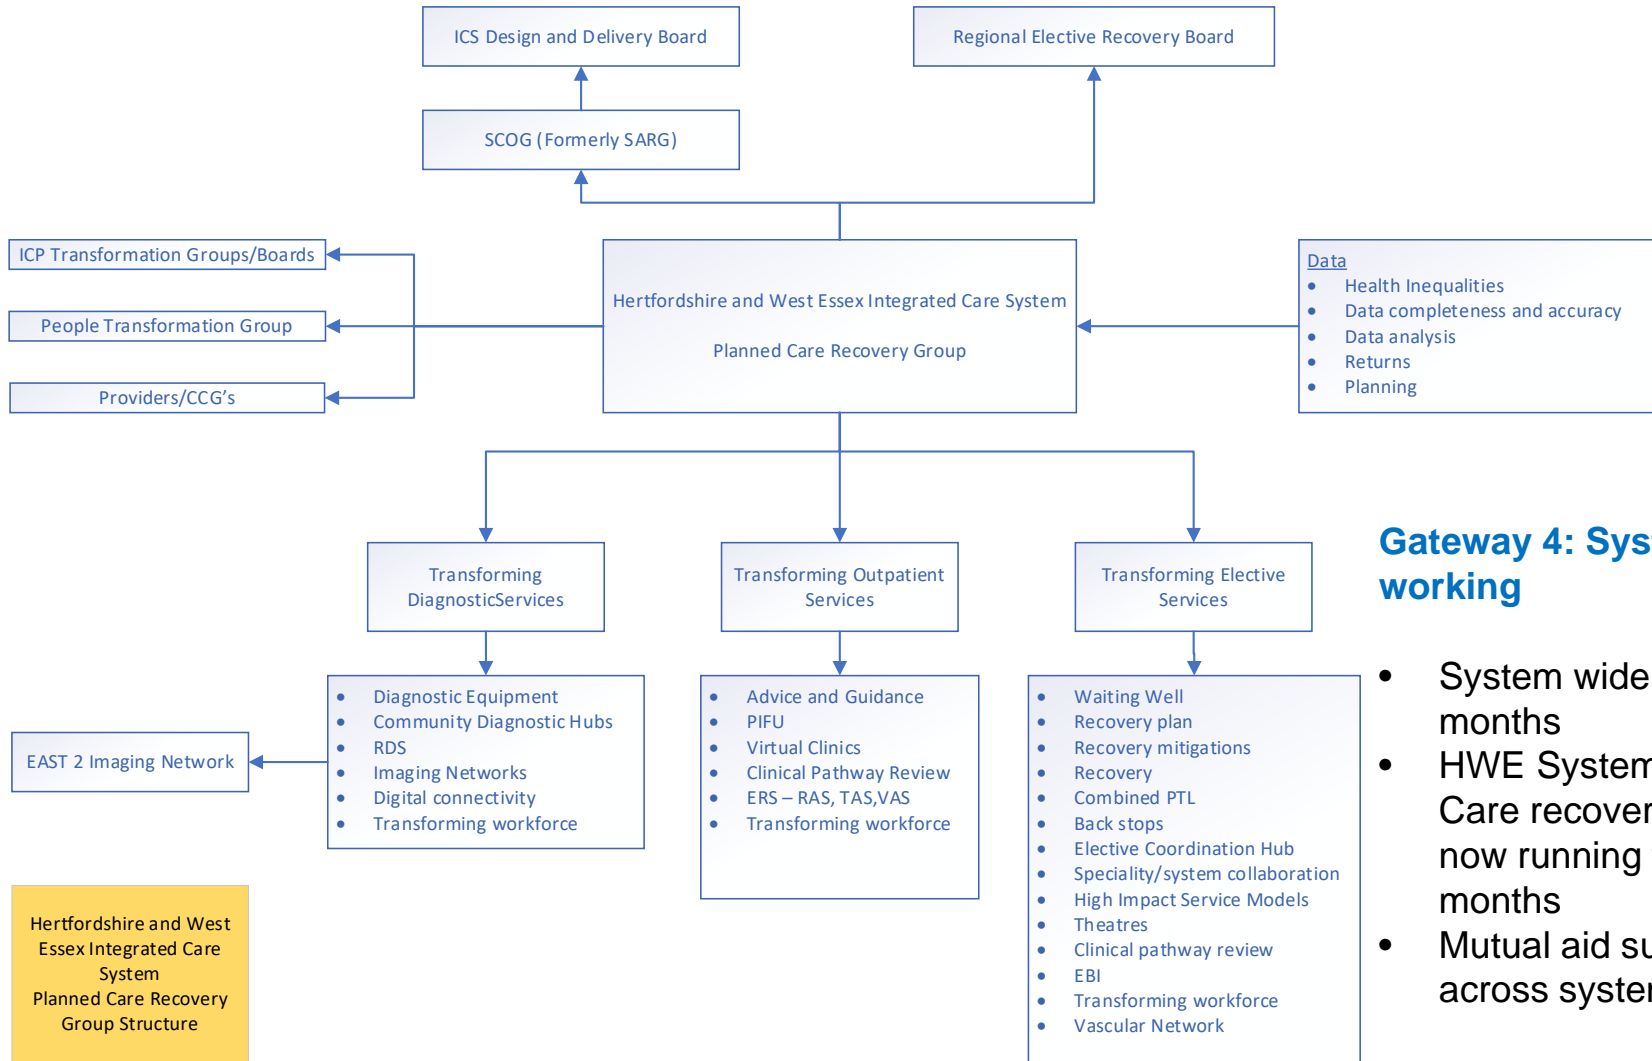 ICS Design and Delivery Board
Regional Elective Recovery Board
SCOG (Formerly SARG)
ICP Transformation Groups/Boards
People Transformation Group
Providers/CCG's
Hertfordshire and West Essex Integrated Care System
Planned Care Recovery Group
Data
• Health Inequalities
• Data completeness and accuracy
• Data analysis
• Returns
• Planning
Transforming
DiagnosticServices
Transforming Outpatient
Services
Transforming Elective
Services
• Diagnostic Equipment
• Community Diagnostic Hubs
• RDS
• Imaging Networks
• Digital connectivity
• Transforming workforce
EAST 2 Imaging Network
• Advice and Guidance
• PIFU
• Virtual Clinics
• Clinical Pathway Review
• ERS – RAS, TAS,VAS
• Transforming workforce
• Waiting Well
• Recovery plan
• Recovery mitigations
• Recovery
• Combined PTL
• Back stops
• Elective Coordination Hub
• Speciality/system collaboration
• High Impact Service Models
• Theatres
• Clinical pathway review
• EBI
• Transforming workforce
• Vascular Network
Hertfordshire and West
Essex Integrated Care
System
Planned Care Recovery
Group Structure
Gateway 4: Syst
working
• System wide
months
• HWE System
Care recover
now running
months
• Mutual aid su
across system